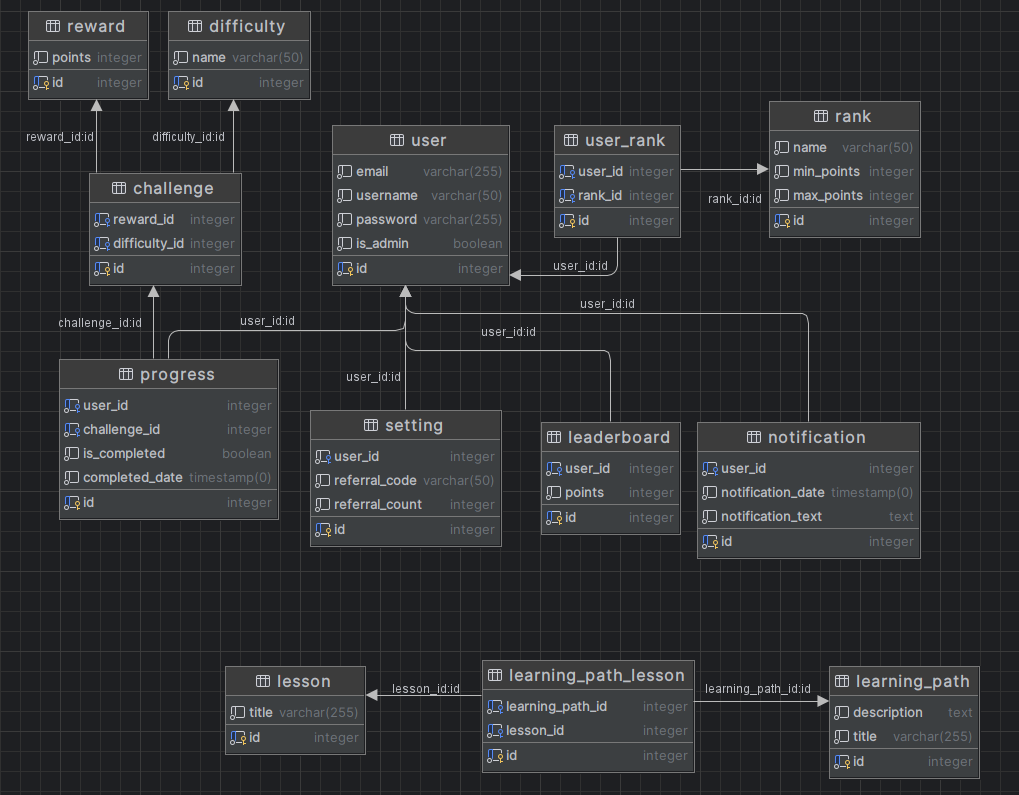 reward
points integer
id integer
difficulty
name varchar(50)
id integer
reward_id:id
difficulty_id:id
challenge
reward_id integer
difficulty_id integer
id integer
user
email varchar(255)
username varchar(50)
password varchar(255)
is_admin boolean
id integer
user_rank
user_id integer
rank_id integer
id integer
rank_id:id
rank
name varchar(50)
min_points integer
max_points integer
id integer
user_id:id
challenge_id:id
user_id:id
user_id:id
user_id:id
user_id:id
progress
user_id integer
challenge_id integer
is_completed boolean
completed_date timestamp(0)
id integer
setting
user_id integer
referral_code varchar(50)
referral_count integer
id integer
leaderboard
user_id integer
points integer
id integer
notification
user_id integer
notification_date timestamp(0)
notification_text text
id integer
lesson
title varchar(255)
id integer
lesson_id:id
learning_path_lesson
learning_path_id integer
lesson_id integer
id integer
learning_path_id:id
learning_path
description text
title varchar(255)
id integer